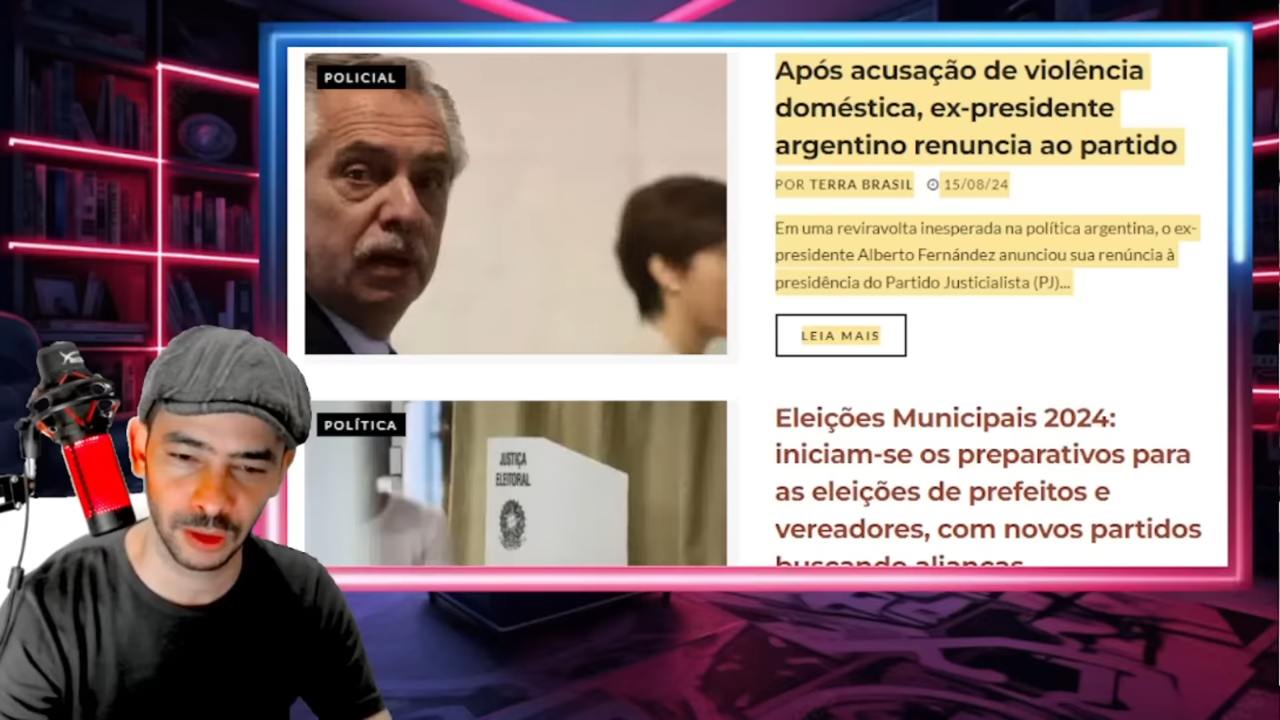 POLICIAL
Após acusação de violência
doméstica, ex-presidente
argentino renuncia ao partido
POR TERRA BRASIL 15/08/24
Em uma reviravolta inesperada na política argentina, o ex-
presidente Alberto Fernández anunciou sua renúncia à
presidência do Partido Justicialista (PJ)...
LEIA MAIS
POLÍTICA
JUSTIÇA
ELEITORAL
Eleições Municipais 2024:
iniciam-se os preparativos para
as eleições de prefeitos e
vereadores, com novos partidos
buscando alianças